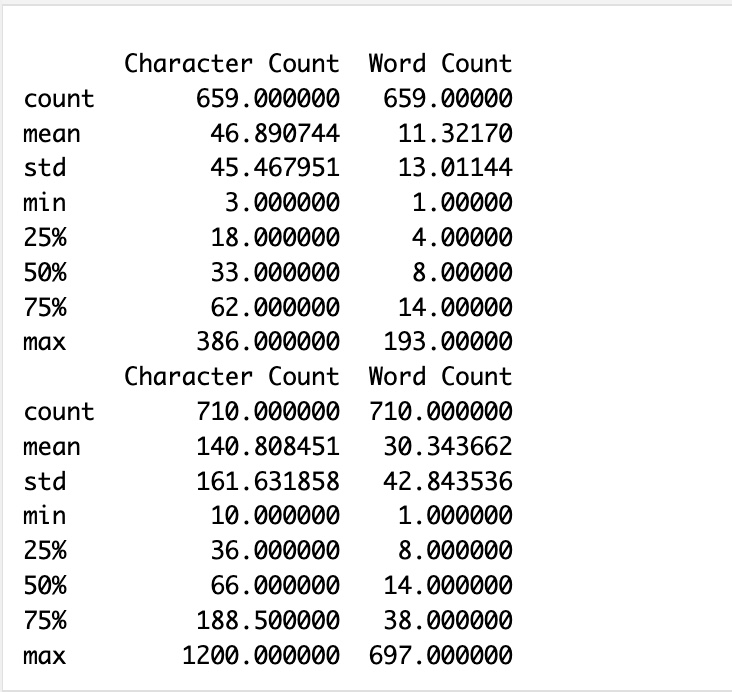 Character Count Word Count
count 659.000000 659.00000
mean 46.890744 11.32170
std 45.467951 13.01144
min 3.000000 1.00000
25% 18.000000 4.00000
50% 33.000000 8.00000
75% 62.000000 14.00000
max 386.000000 193.00000
Character Count Word Count
count 710.000000 710.000000
mean 140.808451 30.343662
std 161.631858 42.843536
min 10.000000 1.000000
25% 36.000000 8.000000
50% 66.000000 14.000000
75% 188.500000 38.000000
max 1200.000000 697.000000